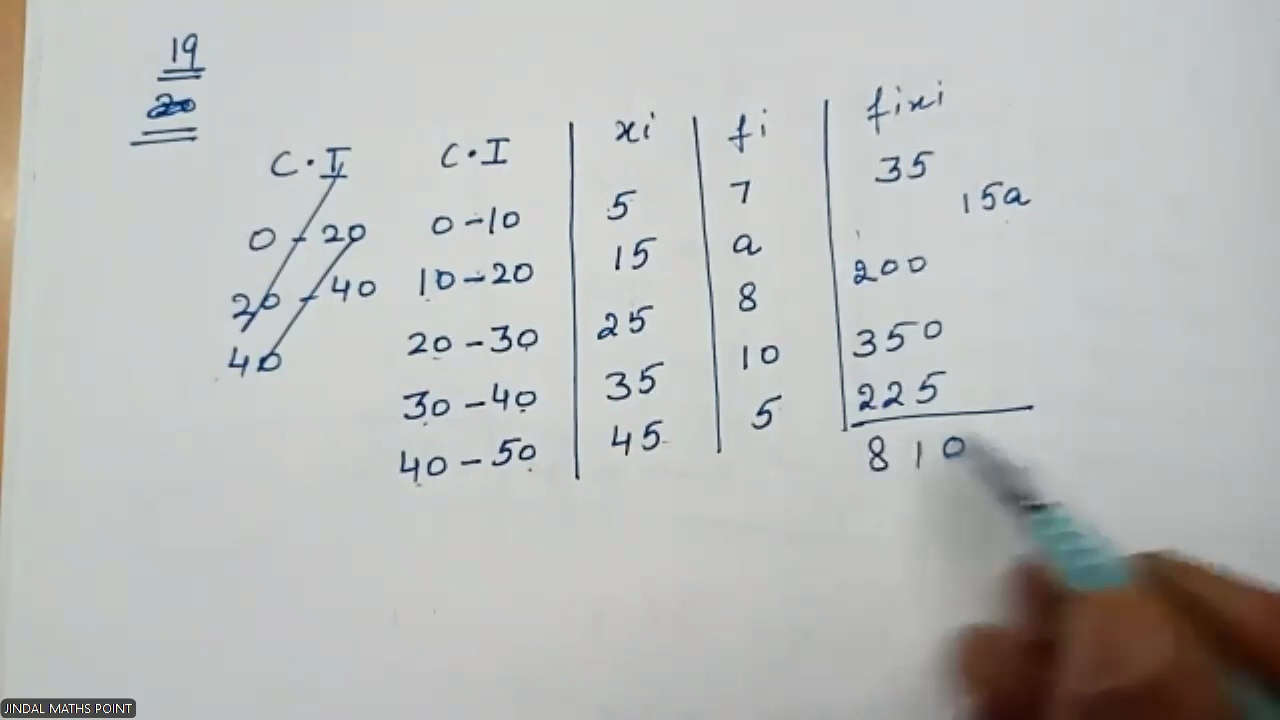 19
20
C.I
0-20
20-40
40
C.I xi fi fixi
0-10 5 7 35
10-20 15 a 15a
20-30 25 8 200
30-40 35 10 350
40-50 45 5 225
810
JINDAL MATHS POINT